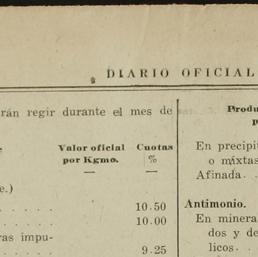 DIARIO OFICIAL
rán regir durante el mes de
Valor oficial Cuotas
por Kgmo. %
e.)
10.50
10.00
ras impu-
9.25
Produ
En precipit
o mixtas
Afinada.
Antimonio.
En minera
dos y de
licos.